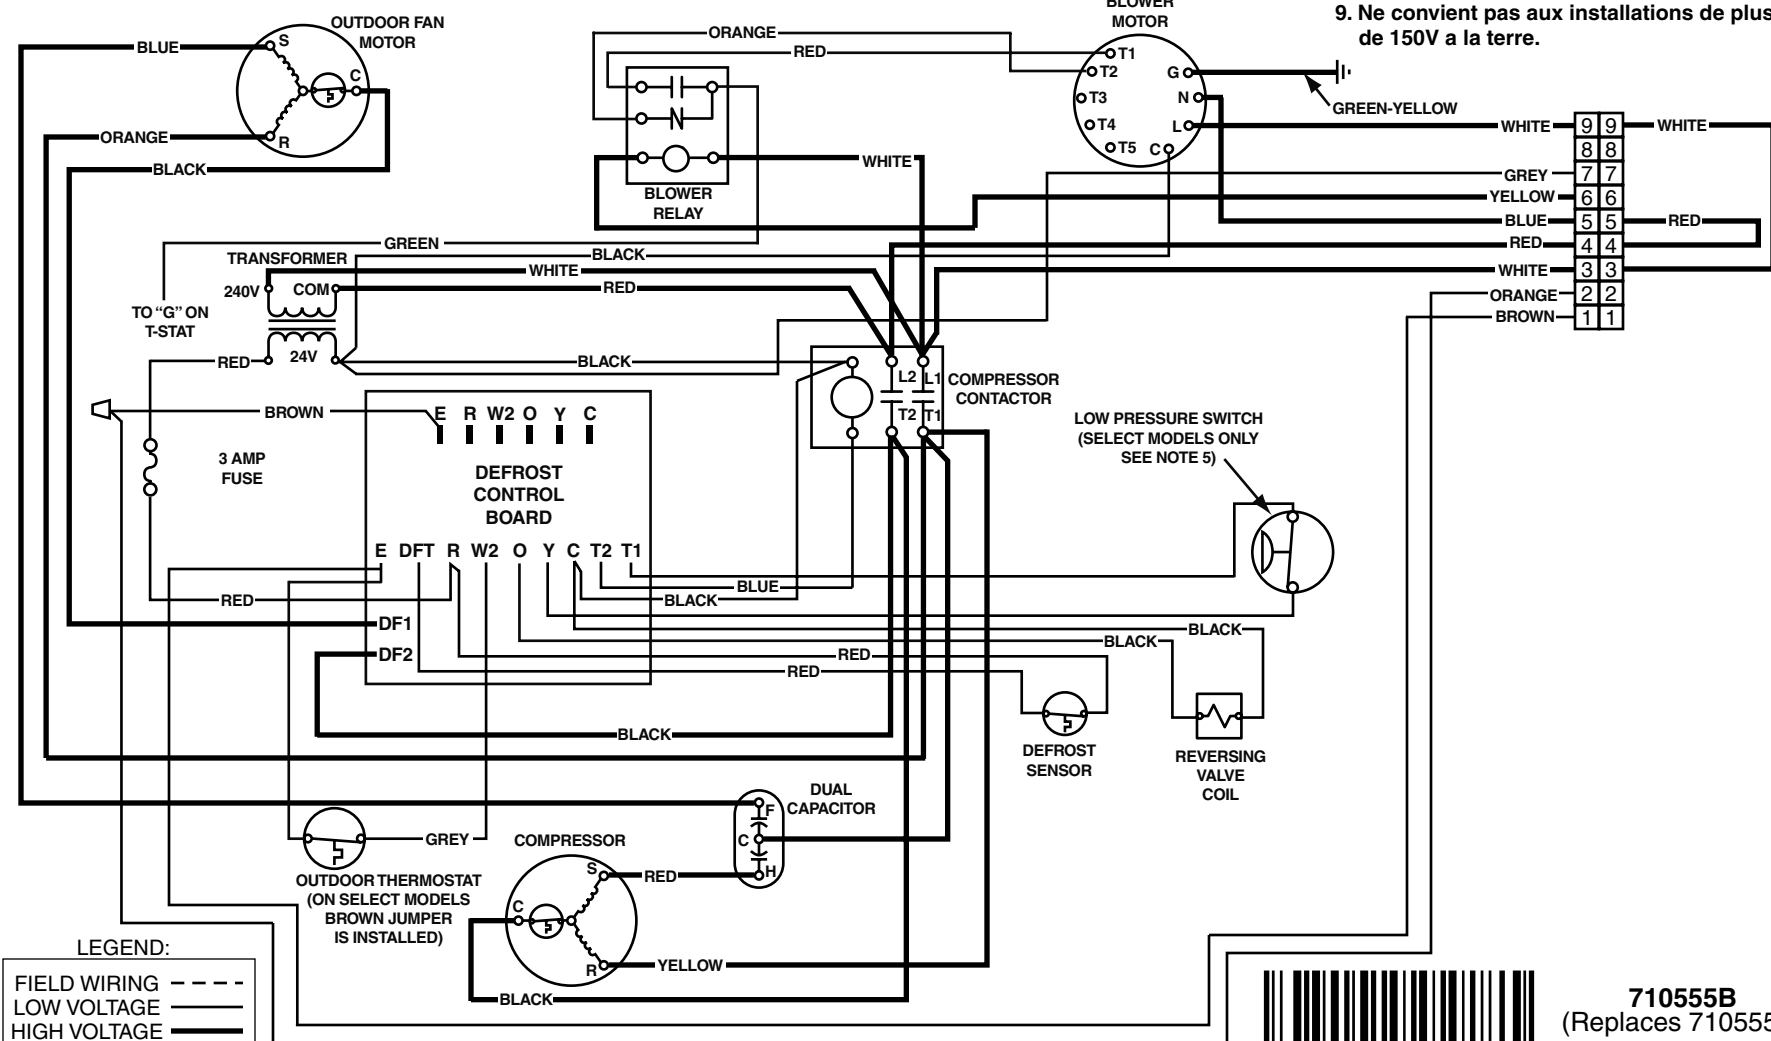 BLOWER
MOTOR
9. Ne convient pas aux installations de plus
de 150V a la terre.
OUTDOOR FAN
MOTOR
BLUE
S
C
R
ORANGE
BLACK
ORANGE
RED
T1
T2
T3
T4
T5
G
N
L
C
GREEN-YELLOW
BLOWER
RELAY
WHITE
WHITE 9 9 WHITE
8 8
GREY 7 7
YELLOW 6 6
BLUE 5 5 RED
RED 4 4
WHITE 3 3
ORANGE 2 2
BROWN 1 1
GREEN
BLACK
TRANSFORMER
WHITE
240V COM
RED
TO “G” ON
T-STAT
RED
24V
BLACK
L2 L1
T2 T1
COMPRESSOR
CONTACTOR
BROWN
E R W2 O Y C
3 AMP
FUSE
DEFROST
CONTROL
BOARD
LOW PRESSURE SWITCH
(SELECT MODELS ONLY
SEE NOTE 5)
E DFT R W2 O Y C T2 T1
BLUE
RED
BLACK
DF1
BLACK
BLACK
DF2
RED
RED
BLACK
DEFROST
SENSOR
REVERSING
VALVE
COIL
DUAL
CAPACITOR
F
C
H
GREY
COMPRESSOR
OUTDOOR THERMOSTAT
(ON SELECT MODELS
BROWN JUMPER
IS INSTALLED)
S
C
R
RED
YELLOW
BLACK
LEGEND:
FIELD WIRING
LOW VOLTAGE
HIGH VOLTAGE
710555B
(Replaces 710555